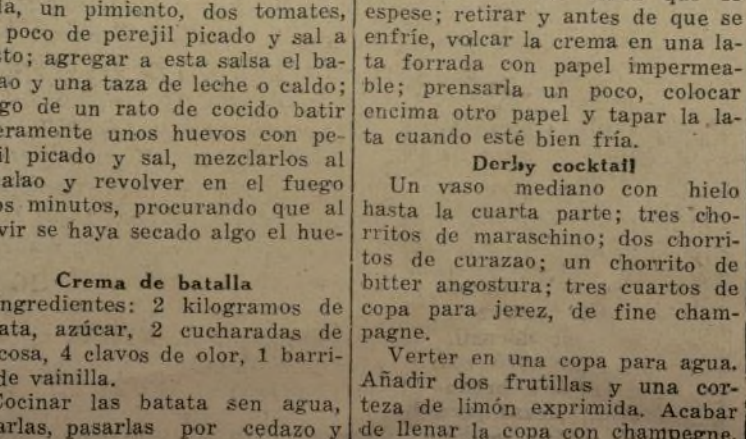 la, un pimiento, dos tomates,
poco de perejil picado y sal a
to; agregar a esta salsa el ba-
ao y una taza de leche o caldo;
go de un rato de cocido batir
eramente unos huevos con pe-
il picado y sal, mezclarlos al
alao y revolver en el fuego
os minutos, procurando que al
vir se haya secado algo el hue-
Crema de batalla
ngredientes: 2 kilogramos de
ata, azúcar, 2 cucharadas de
cosa, 4 clavos de olor, 1 barri-
de vainilla.
Cocinar las batata sen agua,
arlas, pasarlas por cedazo y
espese; retirar y antes de que se
enfríe, volcar la crema en una la-
ta forrada con papel impermea-
ble; prensarla un poco, colocar
encima otro papel y tapar la la-
ta cuando esté bien fría.
Derby cocktail
Un vaso mediano con hielo
hasta la cuarta parte; tres cho-
rritos de maraschino; dos chorri-
tos de curazao; un chorrito de
bitter angostura; tres cuartos de
copa para jerez, de fine cham-
pagne.
Verter en una copa para agua.
Añadir dos frutillas y una cor-
teza de limón exprimida. Acabar
de llenar la copa con champegne.